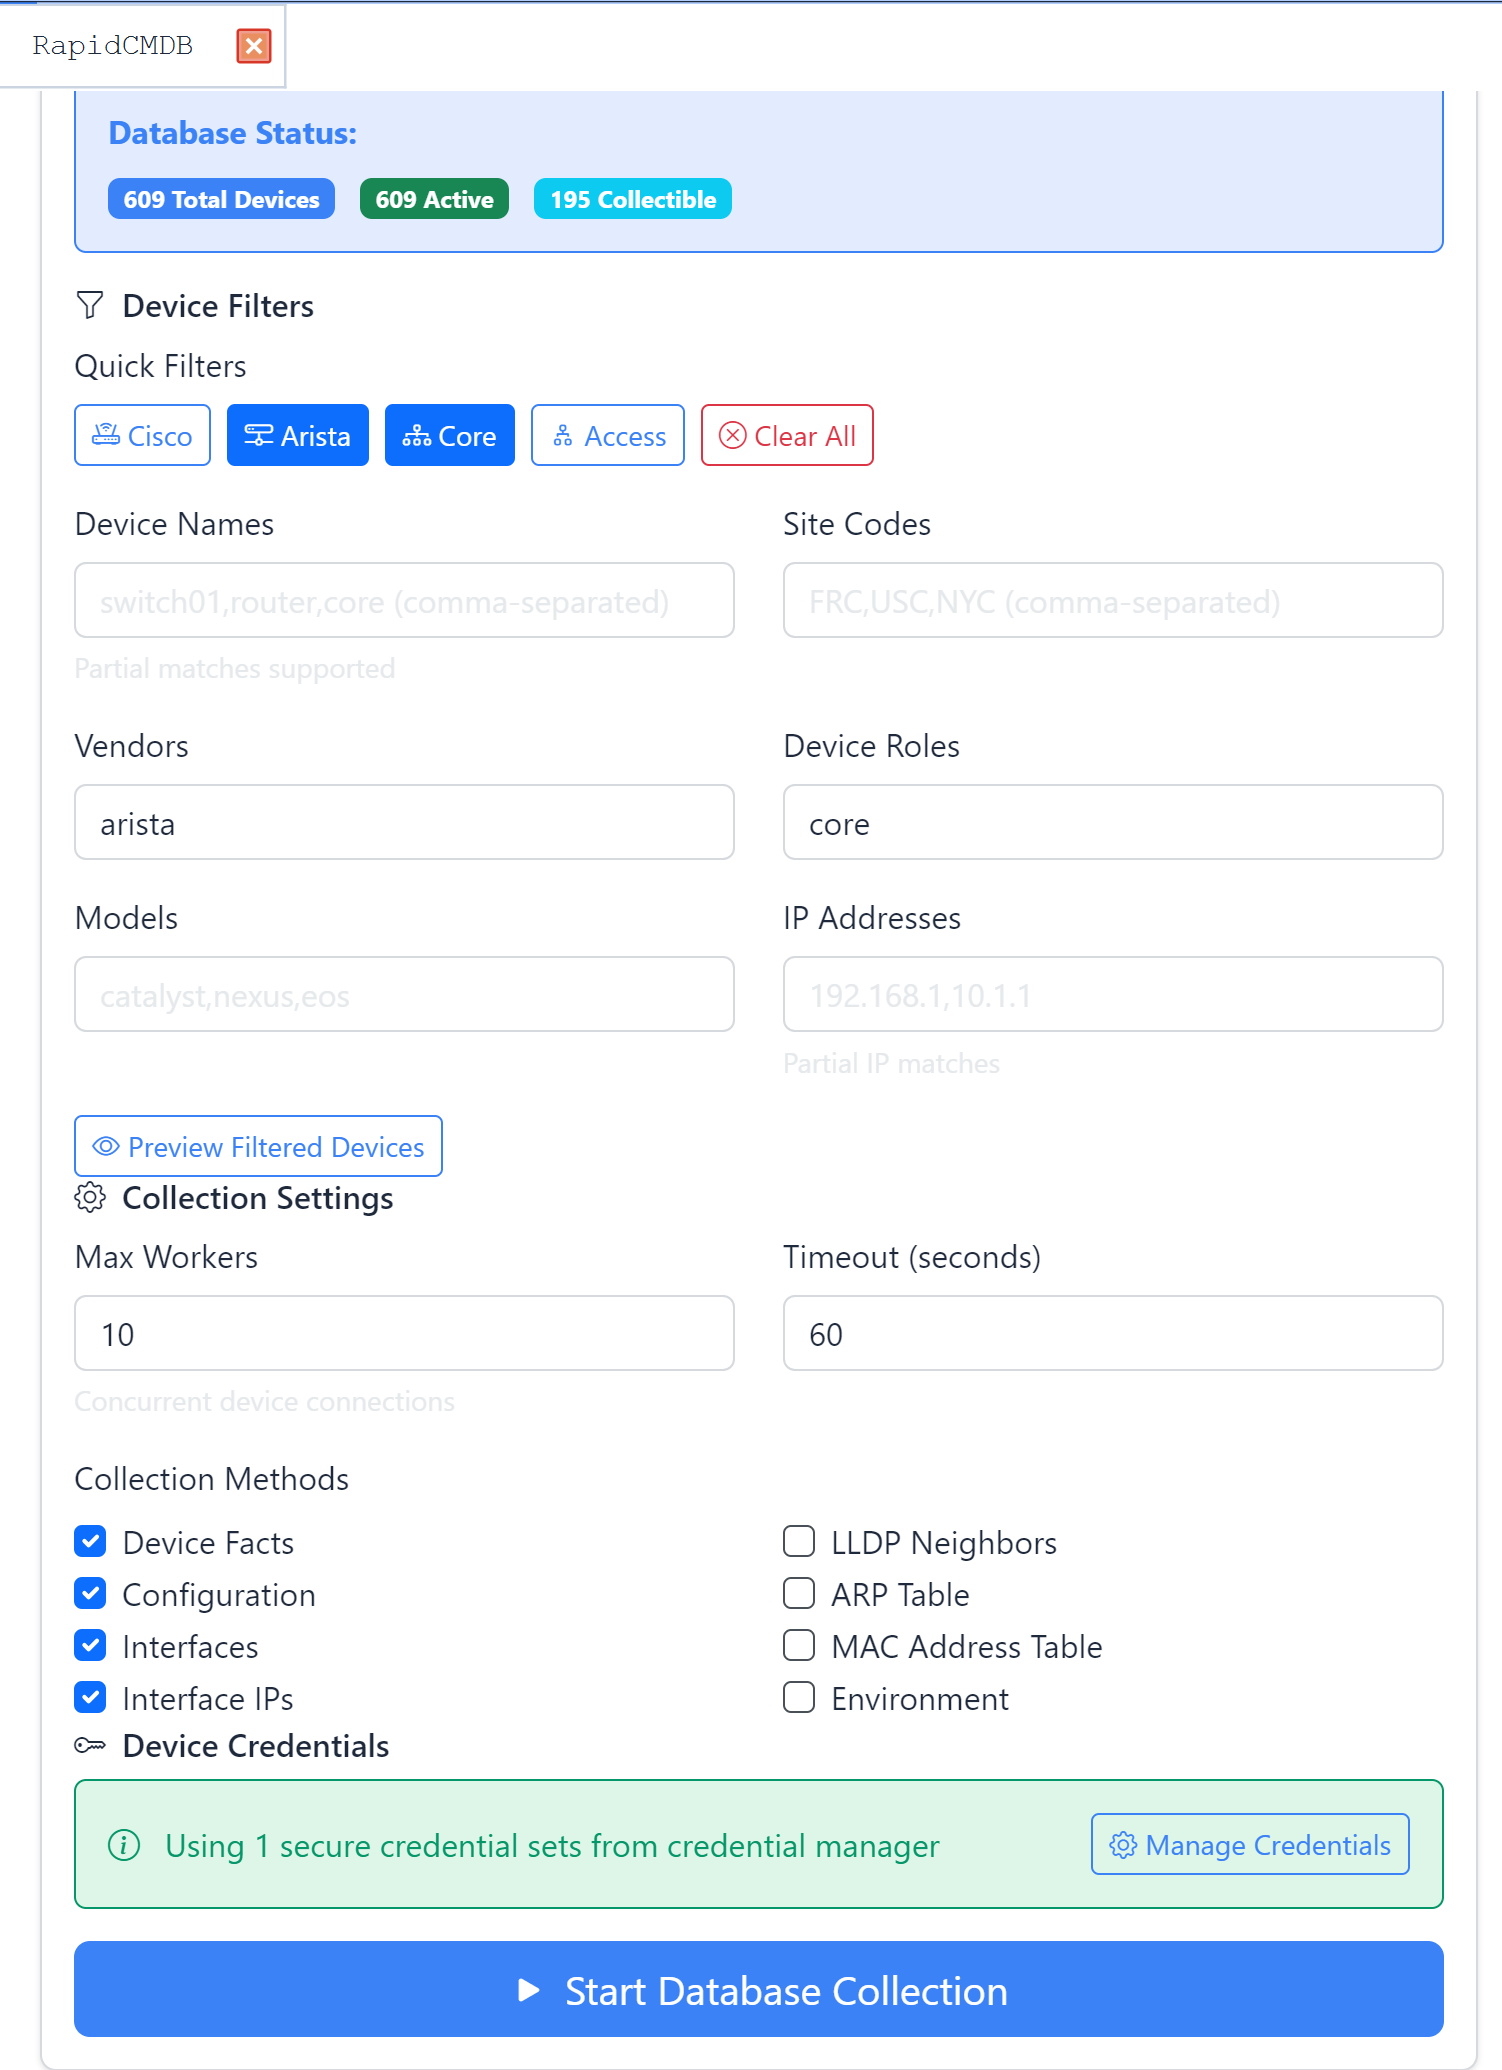 RapidCMDB
Database Status:
609 Total Devices 609 Active 195 Collectible
Device Filters
Quick Filters
Cisco Arista Core Access Clear All
Device Names Site Codes
switch01,router,core (comma-separated) FRC,USC,NYC (comma-separated)
Partial matches supported
Vendors Device Roles
arista core
Models IP Addresses
catalyst,nexus,eos 192.168.1,10.1.1
Partial IP matches
Preview Filtered Devices
Collection Settings
Max Workers Timeout (seconds)
10 60
Concurrent device connections
Collection Methods
Device Facts LLDP Neighbors
Configuration ARP Table
Interfaces MAC Address Table
Interface IPs Environment
Device Credentials
Using 1 secure credential sets from credential manager Manage Credentials
Start Database Collection